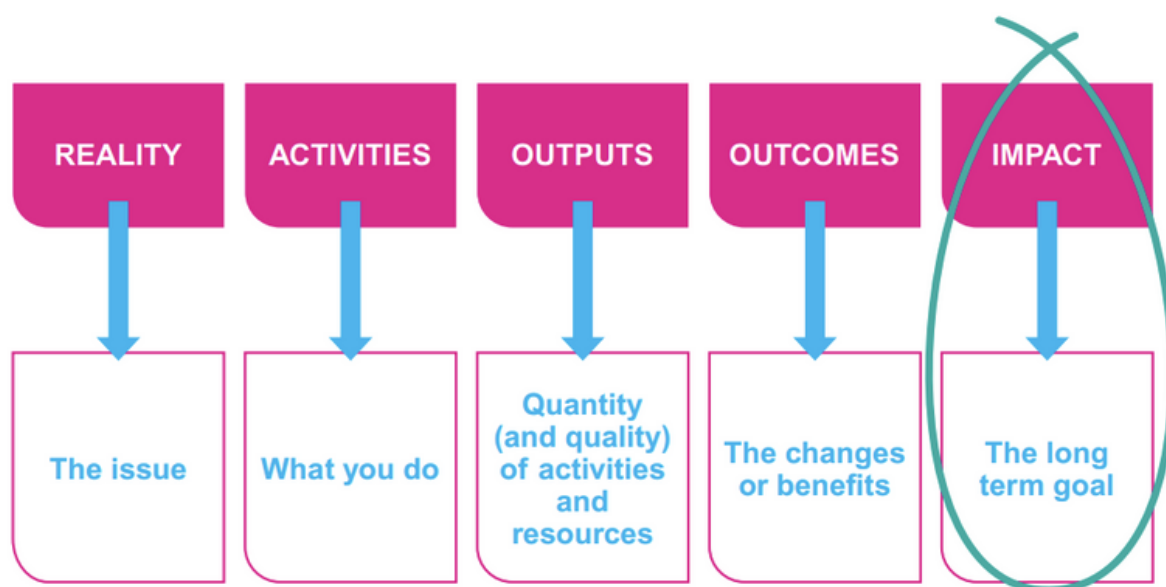 REALITY
ACTIVITIES
OUTPUTS
OUTCOMES
IMPACT
The issue
What you do
Quantity
(and quality)
of activities
and
resources
The changes
or benefits
The long
term goal